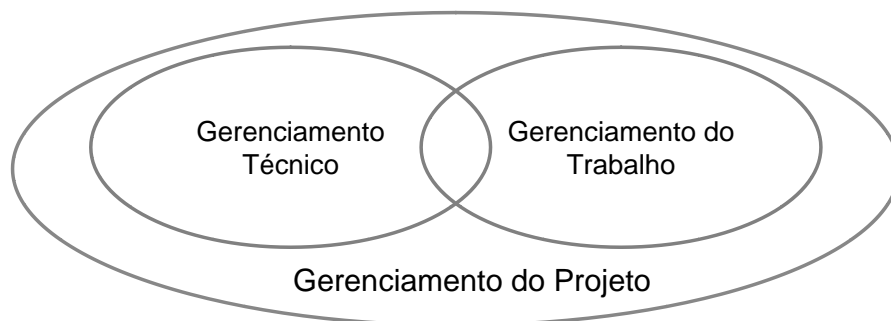 Gerenciamento
Técnico
Gerenciamento do
Trabalho
Gerenciamento do Projeto